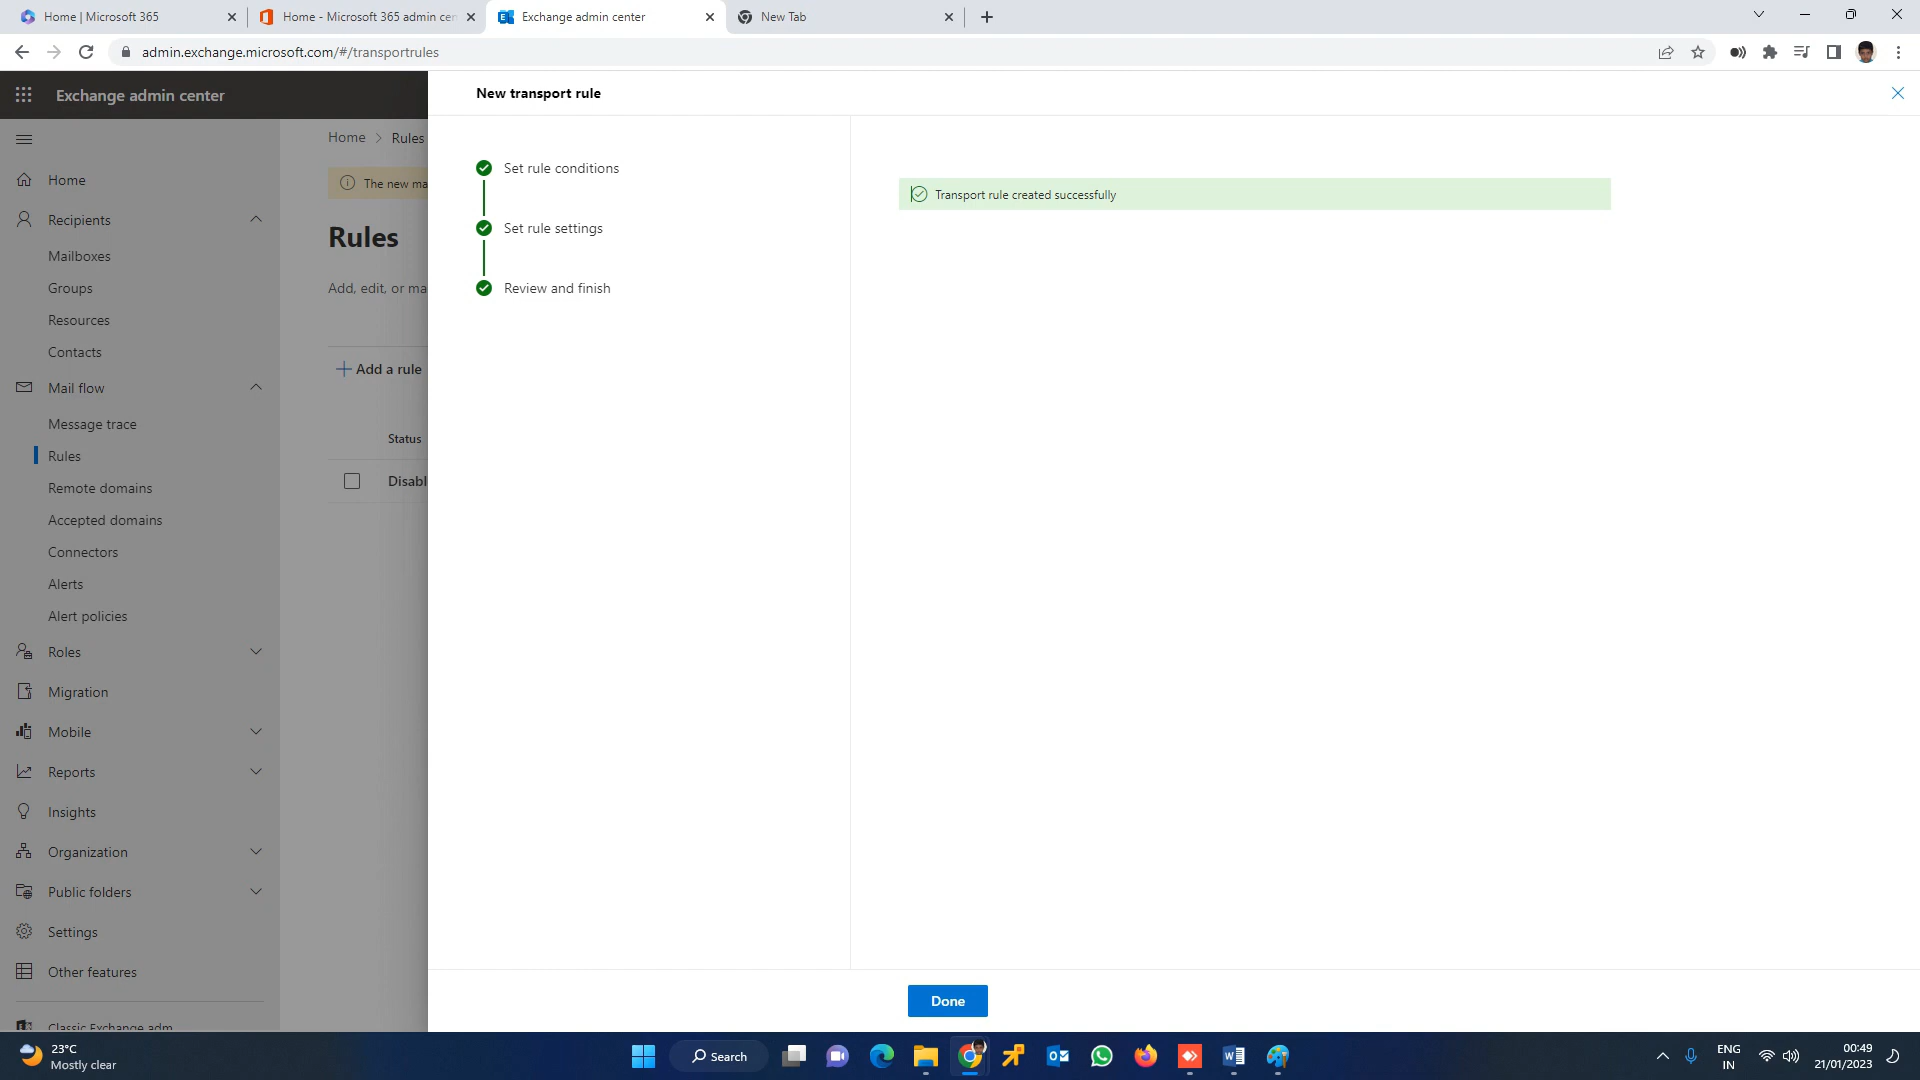 Home | Microsoft 365
Home - Microsoft 365 admin cen
Exchange admin center
New Tab
admin.exchange.microsoft.com/#/transportrules
Exchange admin center
New transport rule
Home > Rules
Home
The new ma
Recipients
Rules
Mailboxes
Groups
Add, edit, or ma
Resources
Contacts
Add a rule
Mail flow
Message trace
Status
Rules
Disabl
Remote domains
Accepted domains
Connectors
Alerts
Alert policies
Roles
Migration
Mobile
Reports
Insights
Organization
Public folders
Settings
Other features
Classic Exchange adm
Set rule conditions
Set rule settings
Review and finish
Transport rule created successfully
Done
23°C
Mostly clear
Search
ENG
IN
00:49
21/01/2023